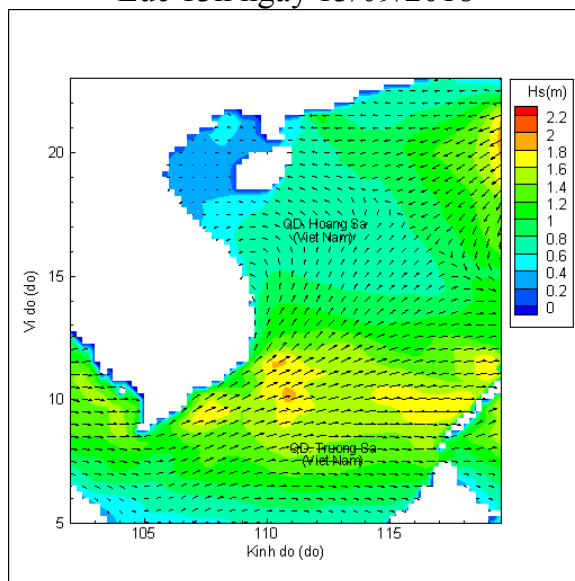 Hs(m)
2.2
2
1.8
1.6
1.4
1.2
1
0.8
0.6
0.4
0.2
0
20
15
10
5
Vi do (do)
QD. Hoang Sa
(Viet Nam)
QD. Truong Sa
(Viet Nam)
105
110
115
Kinh do (do)